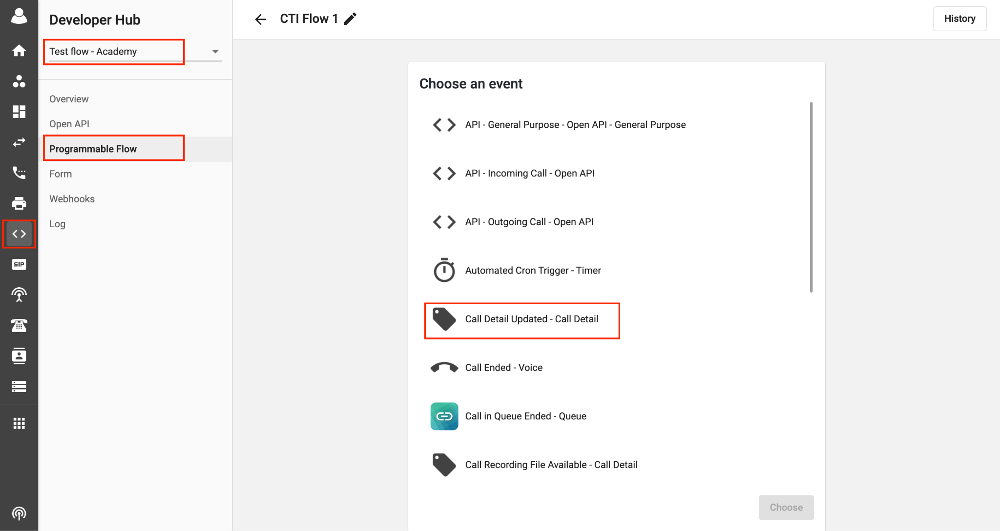 Developer Hub
Test flow - Academy
Overview
Open API
Programmable Flow
Form
Webhooks
Log
SIP
CTI Flow 1
History
Choose an event
API - General Purpose - Open API - General Purpose
API - Incoming Call - Open API
API - Outgoing Call - Open API
Automated Cron Trigger - Timer
Call Detail Updated - Call Detail
Call Ended - Voice
Call in Queue Ended - Queue
Call Recording File Available - Call Detail
Choose